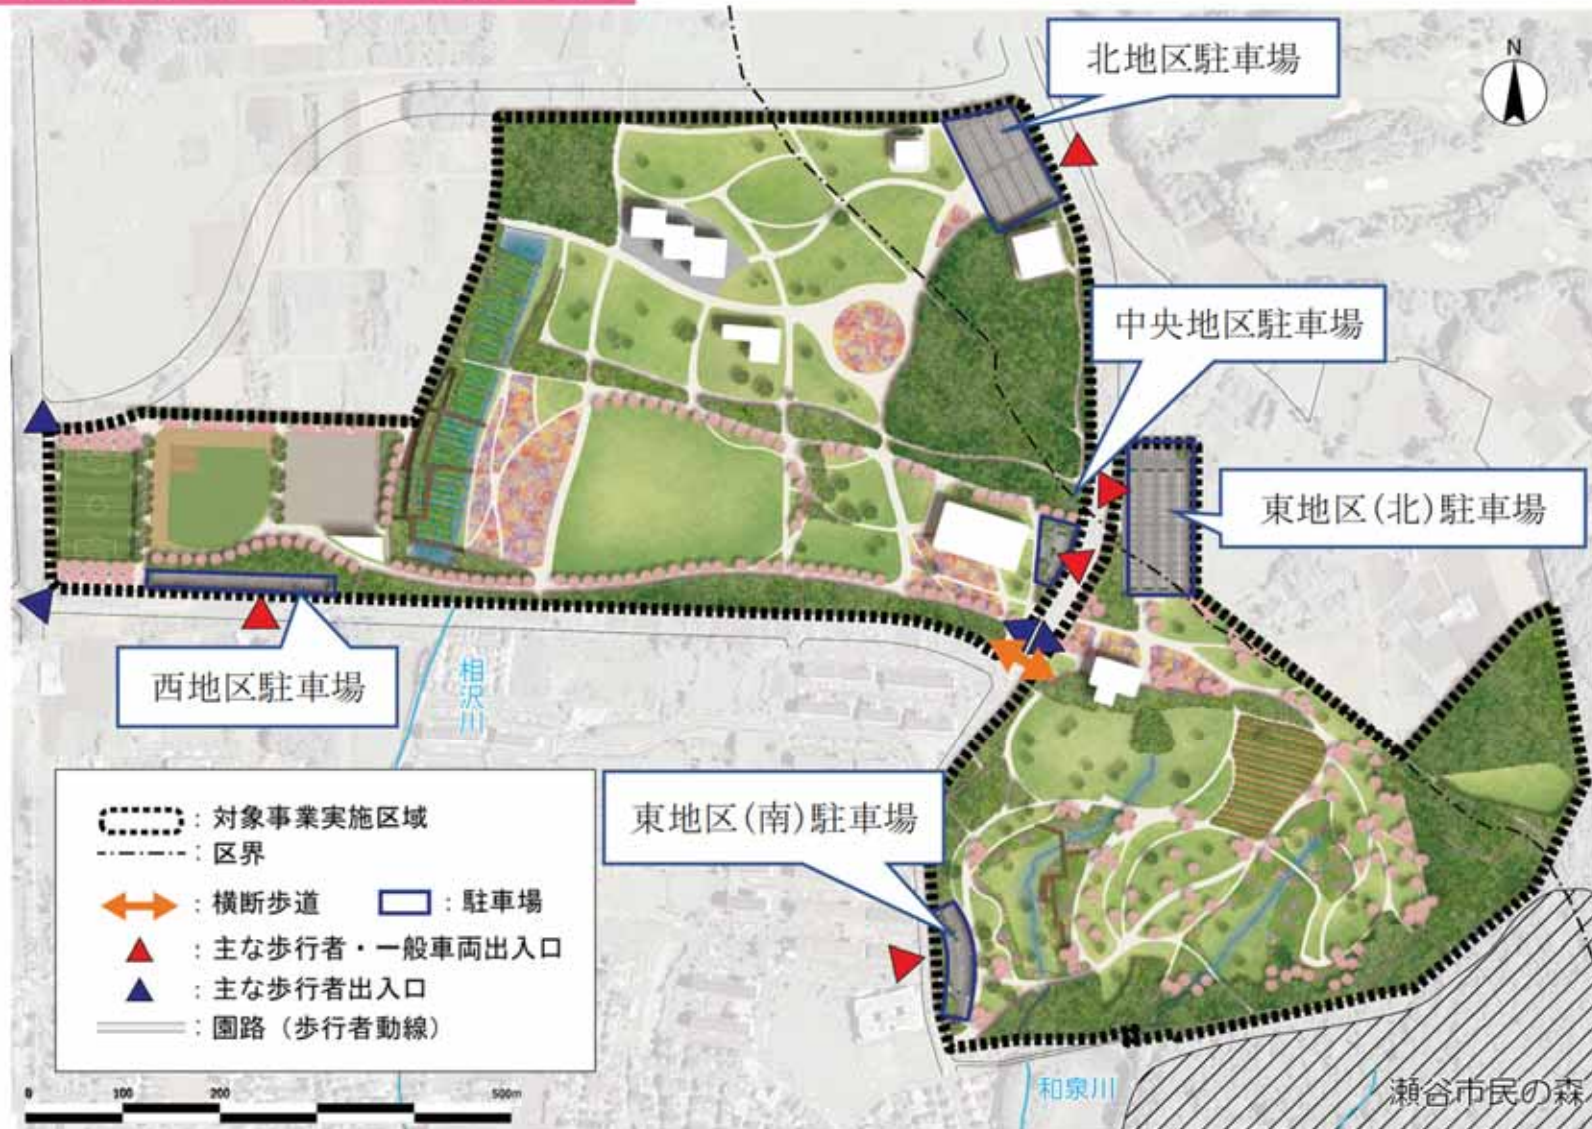 北地区駐車場
N
中央地区駐車場
東地区(北)駐車場
西地区駐車場
相沢川
東地区(南)駐車場
: 対象事業実施区域
: 区界
: 横断歩道
: 駐車場
: 主な歩行者・一般車両出入口
: 主な歩行者出入口
: 園路（歩行者動線）
0 100 200 500m
和泉川
瀬谷市民の森